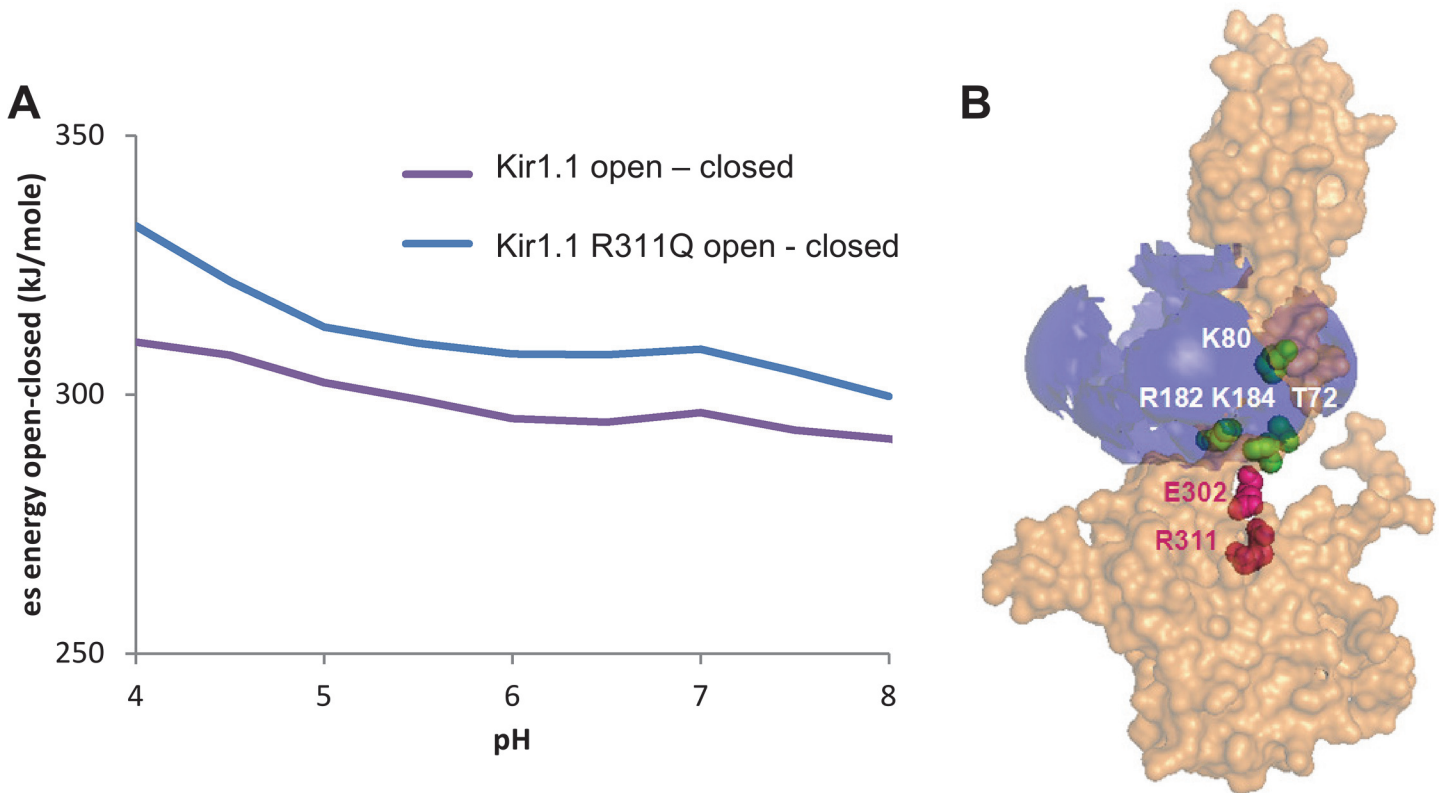 A
es energy open-closed (kJ/mole)
350
300
250
4 5 6 7 8
pH
Kir1.1 open – closed
Kir1.1 R311Q open - closed
B
K80
R182 K184 T72
E302
R311